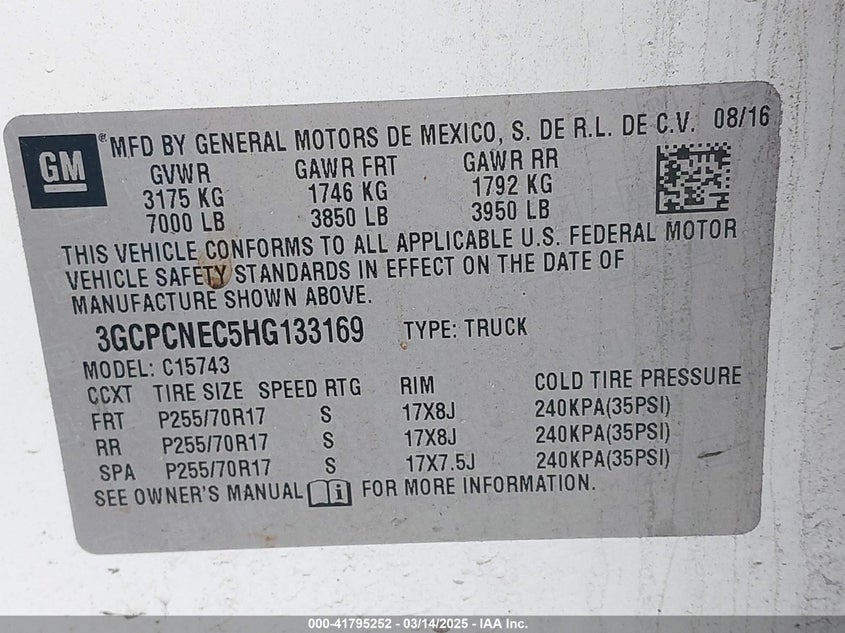 GM
® MFD BY GENERAL MOTORS DE MEXICO, S. DE R.L. DE C.V. 08/16
GVWR GAWR FRT GAWR RR
3175 KG 1746 KG 1792 KG
7000 LB 3850 LB 3950 LB
THIS VEHICLE CONFORMS TO ALL APPLICABLE U.S. FEDERAL MOTOR
VEHICLE SAFETY STANDARDS IN EFFECT ON THE DATE OF
MANUFACTURE SHOWN ABOVE.
3GCPCNEC5HG133169 TYPE: TRUCK
MODEL: C15743
CCXT TIRE SIZE SPEED RTG RIM COLD TIRE PRESSURE
FRT P255/70R17 S 17X8J 240KPA(35PSI)
RR P255/70R17 S 17X8J 240KPA(35PSI)
SPA P255/70R17 S 17X7.5J 240KPA(35PSI)
SEE OWNER'S MANUAL FOR MORE INFORMATION.
000-41795252 - 03/14/2025 - IAA Inc.